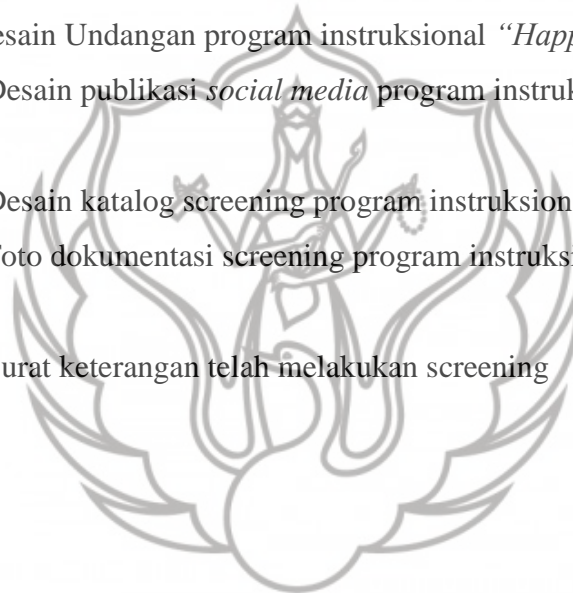 esain Undangan program instruksional “Happ
Desain publikasi social media program instruk
Desain katalog screening program instruksion
Foto dokumentasi screening program instruksi
urat keterangan telah melakukan screening